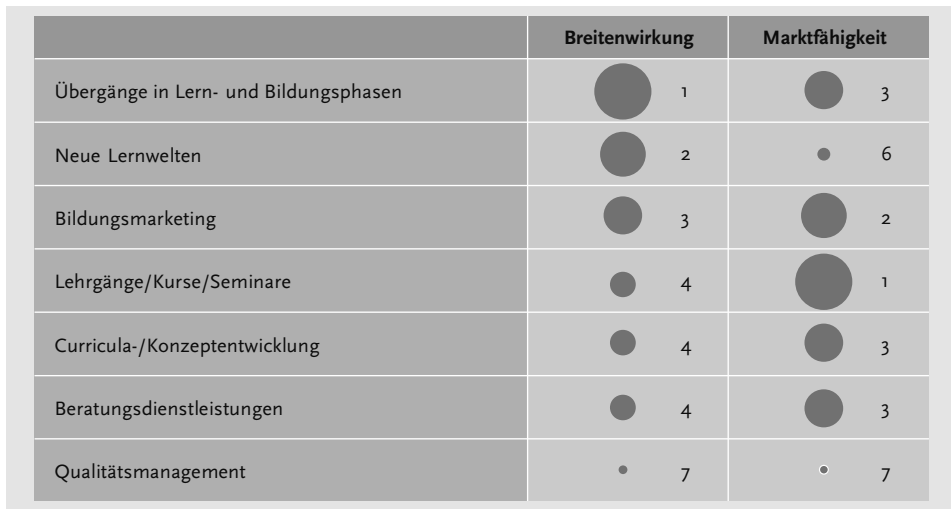 Breitenwirkung Marktfähigkeit
Übergänge in Lern- und Bildungsphasen 1 3
Neue Lernwelten 2 6
Bildungsmarketing 3 2
Lehrgänge/Kurse/Seminare 4 1
Curricula-/Konzeptentwicklung 4 3
Beratungsdienstleistungen 4 3
Qualitätsmanagement 7 7